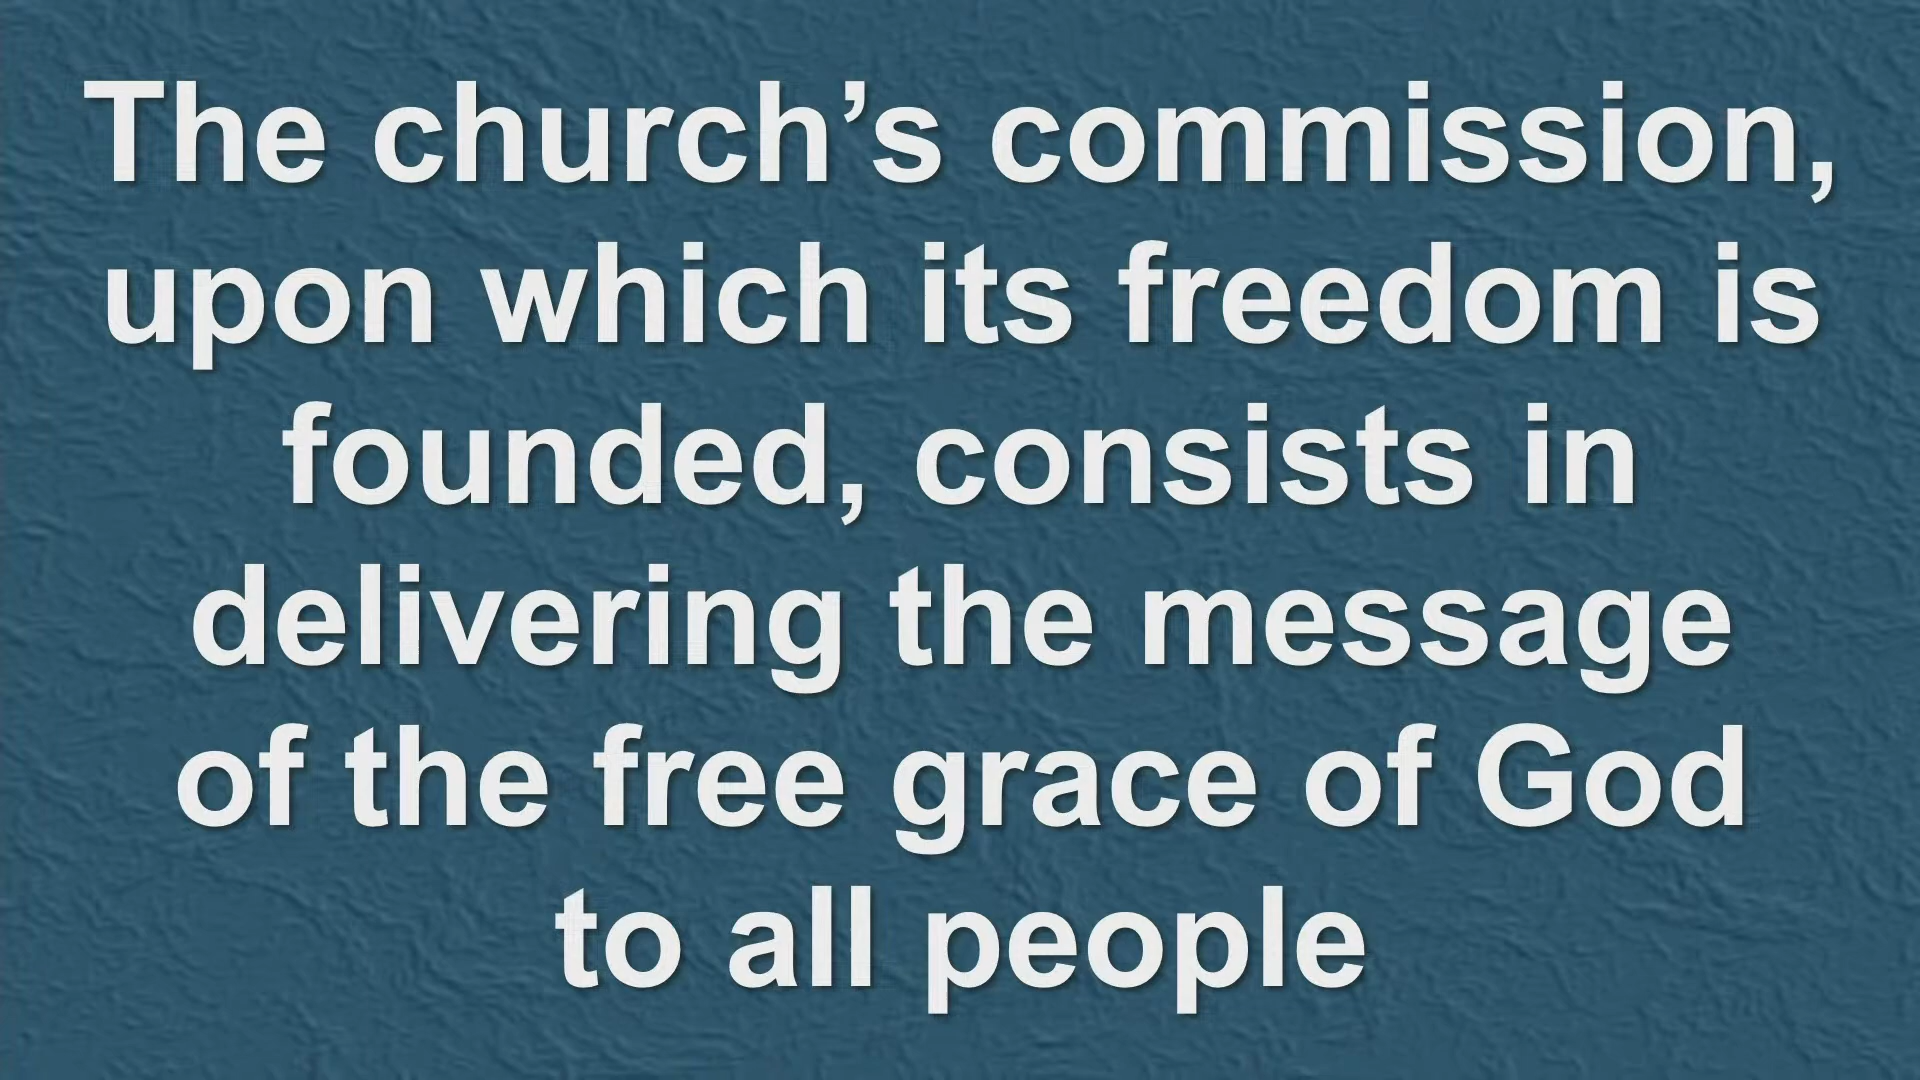 The church’s commission,
upon which its freedom is
founded, consists in
delivering the message
of the free grace of God
to all people